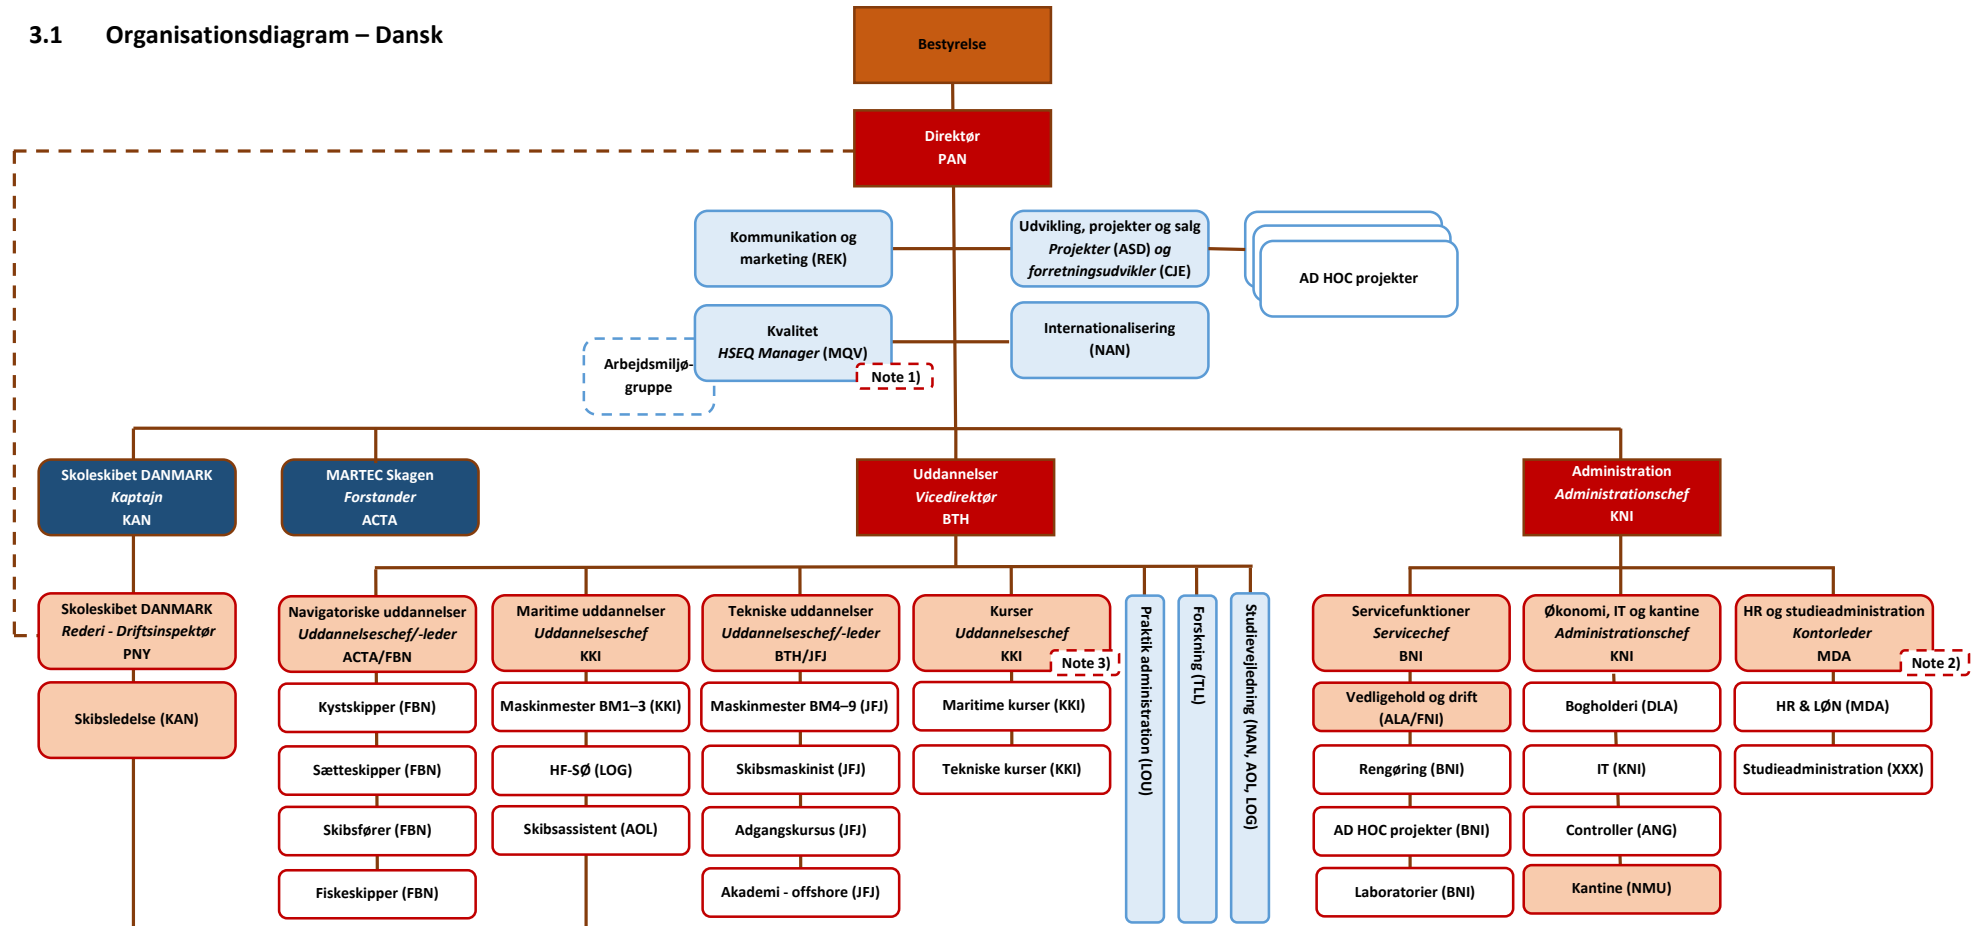 3.1 Organisationsdiagram – Dansk
Bestyrelse
Direktør
PAN
Kommunikation og
marketing (REK)
Udvikling, projekter og salg
Projekter (ASD) og
forretningsudvikler (CJE)
AD HOC projekter
Kvalitet
HSEQ Manager (MQV)
Note 1)
Arbejdsmiljø-
gruppe
Internationalisering
(NAN)
Skoleskibet DANMARK
Kaptajn
KAN
MARTEC Skagen
Forstander
ACTA
Uddannelser
Vicedirektør
BTH
Administration
Administrationschef
KNI
Skoleskibet DANMARK
Rederi - Driftsinspektør
PNY
Skibsledelse (KAN)
Navigatoriske uddannelser
Uddannelseschef/-leder
ACTA/FBN
Kystskipper (FBN)
Sætteskipper (FBN)
Skibsfører (FBN)
Fiskeskipper (FBN)
Maritime uddannelser
Uddannelseschef
KKI
Maskinmester BM1–3 (KKI)
HF-SØ (LOG)
Skibsassistent (AOL)
Tekniske uddannelser
Uddannelseschef/-leder
BTH/JFJ
Maskinmester BM4–9 (JFJ)
Skibsmaskinist (JFJ)
Adgangskursus (JFJ)
Akademi - offshore (JFJ)
Kurser
Uddannelseschef
KKI
Note 3)
Maritime kurser (KKI)
Tekniske kurser (KKI)
Praktik administration (LOU)
Forskning (TLL)
Studievejledning (NAN, AOL, LOG)
Servicefunktioner
Servicechef
BNI
Vedligehold og drift
(ALA/FNI)
Rengøring (BNI)
AD HOC projekter (BNI)
Laboratorier (BNI)
Økonomi, IT og kantine
Administrationschef
KNI
Bogholderi (DLA)
IT (KNI)
Controller (ANG)
Kantine (NMU)
HR og studieadministration
Kontorleder
MDA
Note 2)
HR & LØN (MDA)
Studieadministration (XXX)